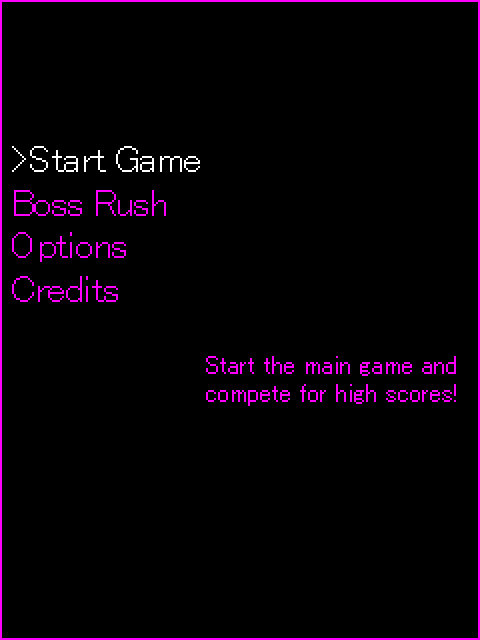 >Start Game
Boss Rush
Options
Credits
Start the main game and
compete for high scores!